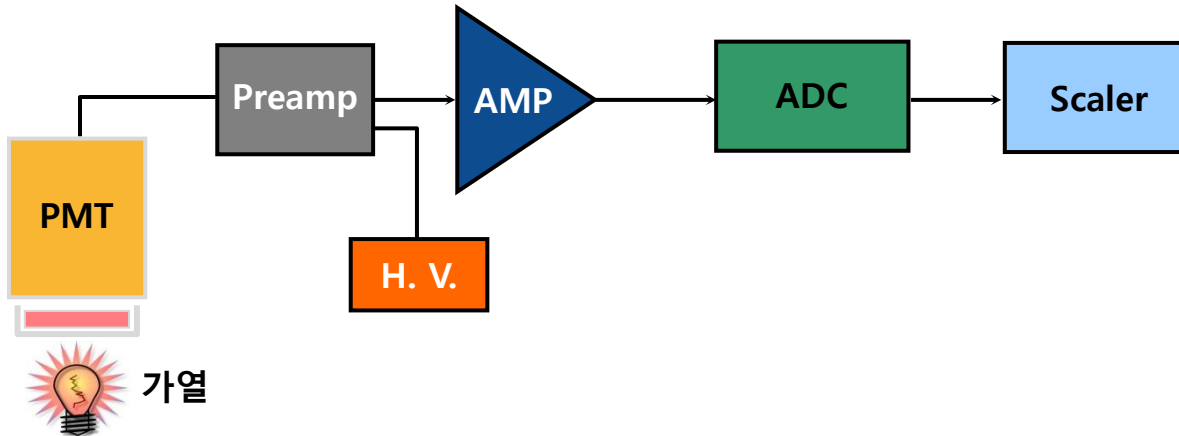 Preamp
AMP
ADC
Scaler
PMT
H. V.
가열